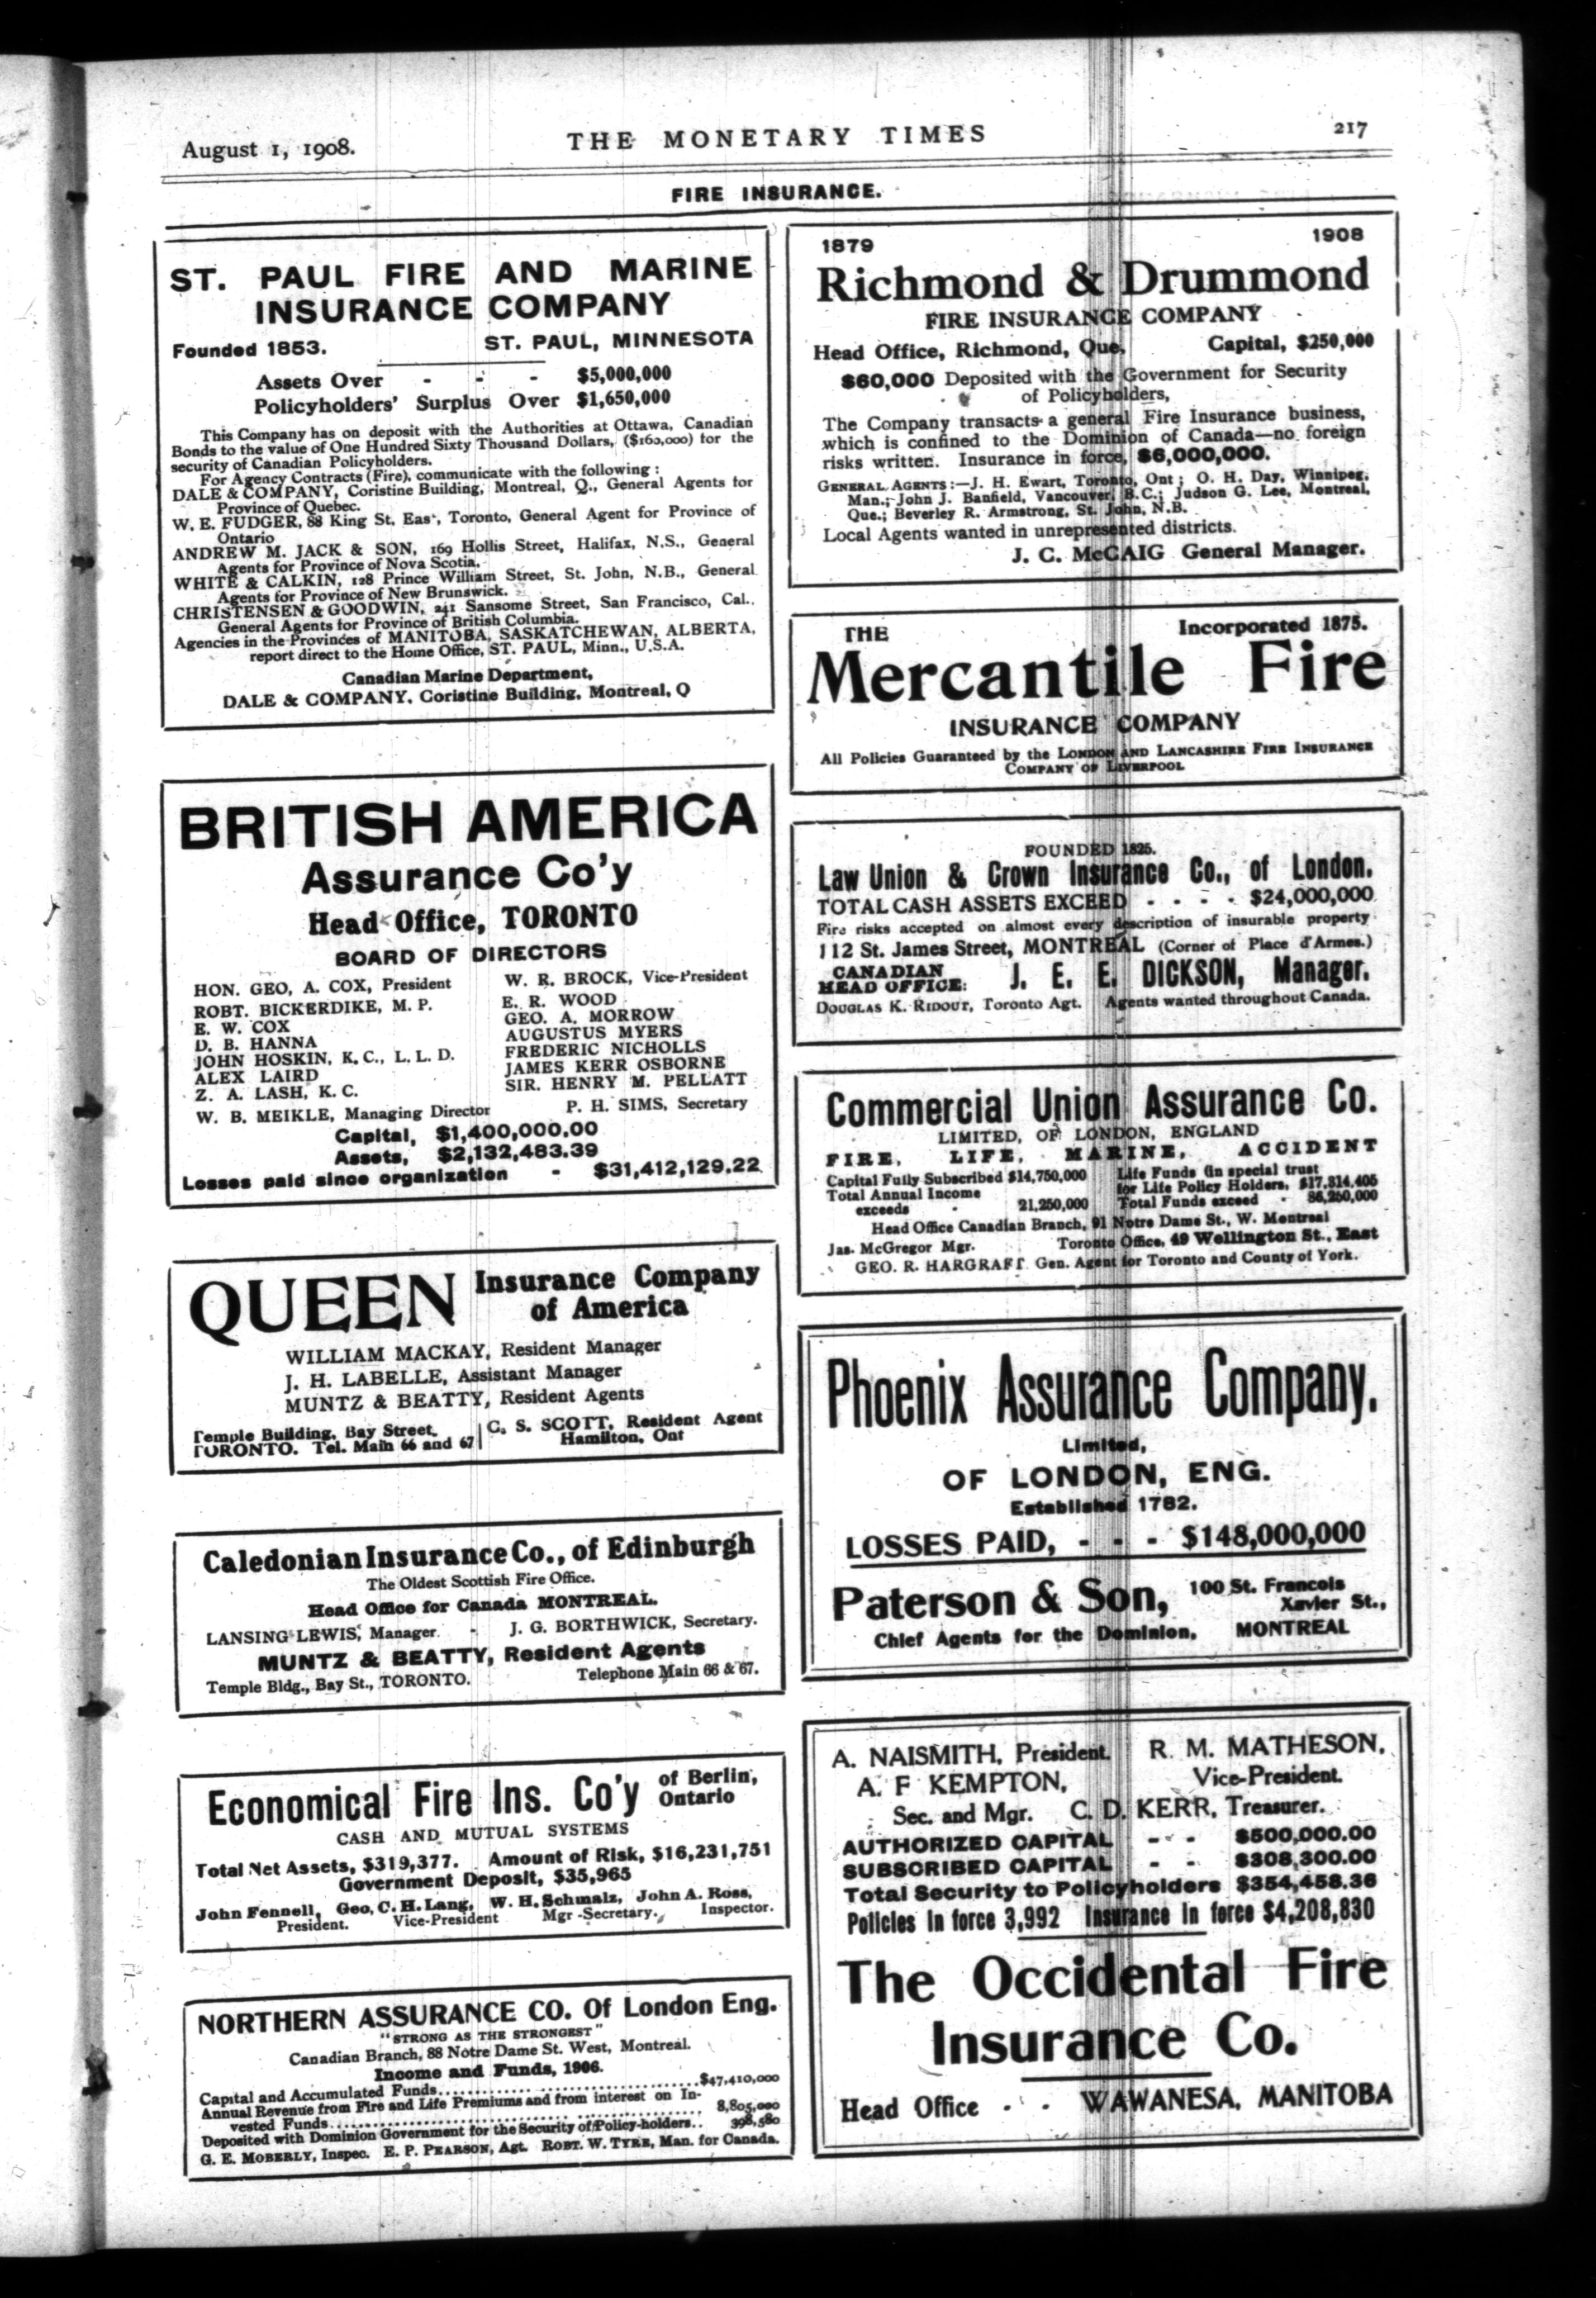 August 1, 1908.
THE MONETARY TIMES
217
FIRE INSURANCE.
ST. PAUL FIRE AND MARINE
INSURANCE COMPANY
Founded 1853. ST. PAUL, MINNESOTA
Assets Over - - - $5,000,000
Policyholders' Surplus Over $1,650,000
This Company has on deposit with the Authorities at Ottawa, Canadian
Bonds to the value of One Hundred Sixty Thousand Dollars, ($160,000) for the
security of Canadian Policyholders.
For Agency Contracts (Fire), communicate with the following :
DALE & COMPANY, Coristine Building, Montreal, Q., General Agents for
Province of Quebec.
W. E. FUDGER, 88 King St, East, Toronto, General Agent for Province of
Ontario
ANDREW M. JACK & SON, 169 Hollis Street, Halifax, N.S., General
Agents for Province of Nova Scotia.
WHITE & CALKIN, 128 Prince William Street, St. John, N.B., General
Agents for Province of New Brunswick.
CHRISTENSEN & GOODWIN, 241 Sansome Street, San Francisco, Cal.,
General Agents for Province of British Columbia.
Agencies in the Provinces of MANITOBA, SASKATCHEWAN, ALBERTA,
report direct to the Home Office, ST. PAUL, Minn., U.S.A.
Canadian Marine Department,
DALE & COMPANY, Coristine Building, Montreal, Q
BRITISH AMERICA
Assurance Co'y
Head Office, TORONTO
BOARD OF DIRECTORS
HON. GEO, A. COX, President W. R. BROCK, Vice-President
ROBT. BICKERDIKE, M. P. E. R. WOOD
E. W. COX GEO. A. MORROW
D. B. HANNA AUGUSTUS MYERS
JOHN HOSKIN, K. C., L. L. D. FREDERIC NICHOLLS
ALEX LAIRD JAMES KERR OSBORNE
Z. A. LASH, K. C. SIR. HENRY M. PELLATT
W. B. MEIKLE, Managing Director P. H. SIMS, Secretary
Capital, $1,400,000.00
Assets, $2,132,483.39
Losses paid since organization - $31,412,129.22
QUEEN Insurance Company
of America
WILLIAM MACKAY, Resident Manager
J. H. LABELLE, Assistant Manager
MUNTZ & BEATTY, Resident Agents
Temple Building, Bay Street, C. S. SCOTT, Resident Agent
TORONTO. Tel. Main 66 and 67 Hamilton, Ont
Caledonian Insurance Co., of Edinburgh
The Oldest Scottish Fire Office.
Head Office for Canada MONTREAL.
LANSING LEWIS, Manager. - J. G. BORTHWICK, Secretary.
MUNTZ & BEATTY, Resident Agents
Temple Bldg., Bay St., TORONTO. Telephone Main 66 & 67.
Economical Fire Ins. Co'y of Berlin,
Ontario
CASH AND MUTUAL SYSTEMS
Total Net Assets, $319,377. Amount of Risk, $16,231,751
Government Deposit, $35,965
John Fennell, Geo, C. H. Lang, W. H. Schmalz, John A. Ross,
President. Vice-President Mgr -Secretary. Inspector.
NORTHERN ASSURANCE CO. Of London Eng.
"STRONG AS THE STRONGEST"
Canadian Branch, 88 Notre Dame St. West, Montreal.
Income and Funds, 1906.
Capital and Accumulated Funds.................................$47,410,000
Annual Revenue from Fire and Life Premiums and from interest on In-
vested Funds............................................ 8,805,000
Deposited with Dominion Government for the Security of Policy-holders.. 398,580
G. E. MOBERLY, Inspec. E. P. PEARSON, Agt. ROBT. W. TYRE, Man. for Canada.
1879 1908
Richmond & Drummond
FIRE INSURANCE COMPANY
Head Office, Richmond, Que, Capital, $250,000
$60,000 Deposited with the Government for Security
of Policyholders,
The Company transacts a general Fire Insurance business,
which is confined to the Dominion of Canada—no foreign
risks written. Insurance in force, $6,000,000.
GENERAL AGENTS:—J. H. Ewart, Toronto, Ont ; O. H. Day, Winnipeg,
Man.; John J. Banfield, Vancouver, B.C.; Judson G. Lee, Montreal,
Que.; Beverley R. Armstrong, St. John, N.B.
Local Agents wanted in unrepresented districts.
J. C. McCAIG General Manager.
THE Incorporated 1875.
Mercantile Fire
INSURANCE COMPANY
All Policies Guaranteed by the LONDON AND LANCASHIRE FIRE INSURANCE
COMPANY OF LIVERPOOL
FOUNDED 1825.
Law Union & Crown Insurance Co., of London.
TOTAL CASH ASSETS EXCEED - - - - $24,000,000
Fire risks accepted on almost every description of insurable property
112 St. James Street, MONTREAL (Corner of Place d'Armes.)
CANADIAN
HEAD OFFICE: J. E. E. DICKSON, Manager.
DOUGLAS K. RIDOUT, Toronto Agt. Agents wanted throughout Canada.
Commercial Union Assurance Co.
LIMITED, OF LONDON, ENGLAND
FIRE, LIFE, MARINE, ACCIDENT
Capital Fully Subscribed $14,750,000 Life Funds (in special trust
Total Annual Income for Life Policy Holders, $17,314,405
exceeds - 21,250,000 Total Funds exceed - 86,250,000
Head Office Canadian Branch, 91 Notre Dame St., W. Montreal
Jas. McGregor Mgr. Toronto Office, 49 Wellington St., East
GEO. R. HARGRAFT Gen. Agent for Toronto and County of York.
Phoenix Assurance Company,
Limited,
OF LONDON, ENG.
Established 1782.
LOSSES PAID, - - - $148,000,000
Paterson & Son, 100 St. Francois
Xavier St.,
Chief Agents for the Dominion, MONTREAL
A. NAISMITH, President. R. M. MATHESON,
A. F KEMPTON, Vice-President.
Sec. and Mgr. C. D. KERR, Treasurer.
AUTHORIZED CAPITAL - - - $500,000.00
SUBSCRIBED CAPITAL - - $308,300.00
Total Security to Policyholders $354,458.36
Policies in force 3,992 Insurance in force $4,208,830
The Occidental Fire
Insurance Co.
Head Office - - WAWANESA, MANITOBA